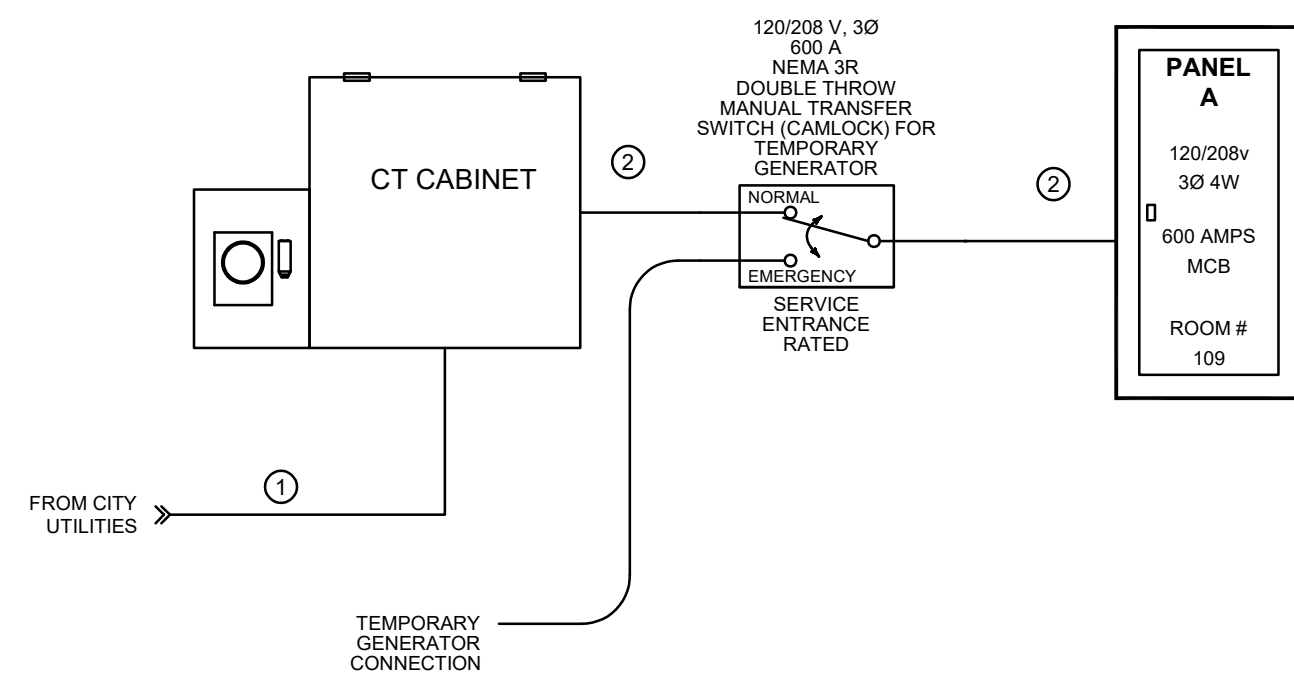 120/208 V, 3Ø
600 A
NEMA 3R
DOUBLE THROW
MANUAL TRANSFER
SWITCH (CAMLOCK) FOR
TEMPORARY
GENERATOR
PANEL
A
120/208v
3Ø 4W
600 AMPS
MCB
ROOM #
109
CT CABINET
2
2
NORMAL
EMERGENCY
SERVICE
ENTRANCE
RATED
1
FROM CITY
UTILITIES
TEMPORARY
GENERATOR
CONNECTION